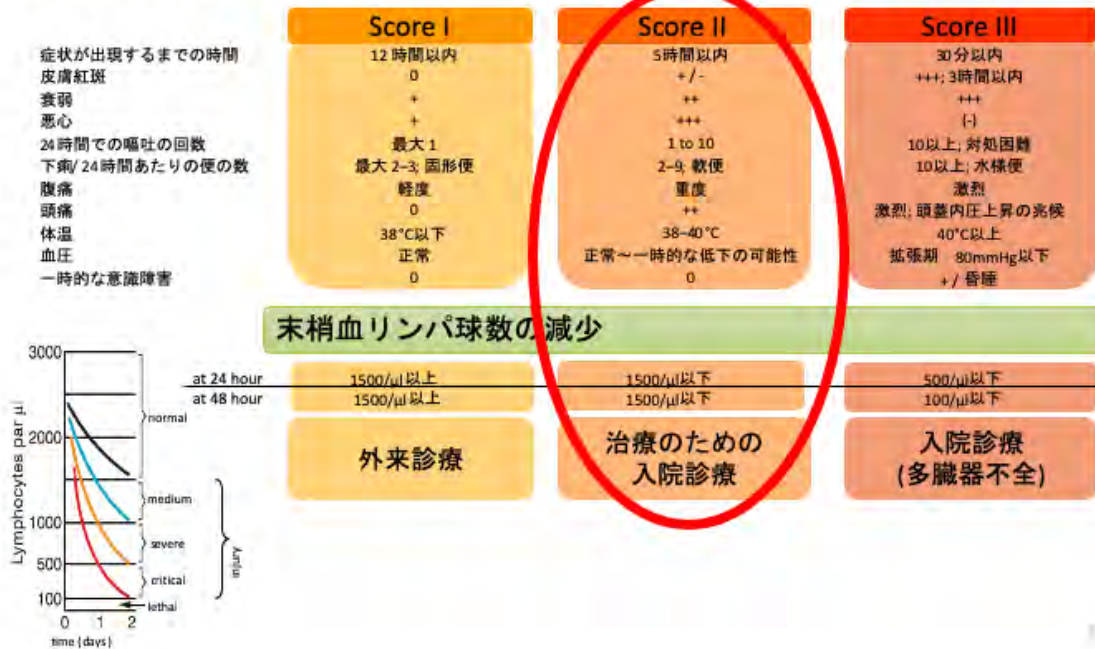 Score I Score II Score III
症状が出現するまでの時間 12時間以内 5時間以内 30分以内
皮膚紅斑 0 +/- +++; 3時間以内
衰弱 + ++ +++
悪心 + +++ (-)
24時間での嘔吐の回数 最大1 1 to 10 10以上; 対処困難
下痢/24時間あたりの便の数 最大2–3; 固形便 2–9; 軟便 10以上; 水様便
腹痛 軽度 重度 激烈
頭痛 0 ++ 激烈; 頭蓋内圧上昇の兆候
体温 38°C以下 38–40°C 40°C以上
血圧 正常 正常～一時的な低下の可能性 拡張期 80mmHg以下
一時的な意識障害 0 0 +/ 昏睡
末梢血リンパ球数の減少
at 24 hour 1500/μl以上 1500/μl以下 500/μl以下
at 48 hour 1500/μl以上 1500/μl以下 100/μl以下
外来診療 治療のための入院診療 入院診療(多臓器不全)
Lymphocytes par μl
3000
2000
1000
500
100
0 1 2
time (days)
normal
medium
severe
critical
lethal
injury